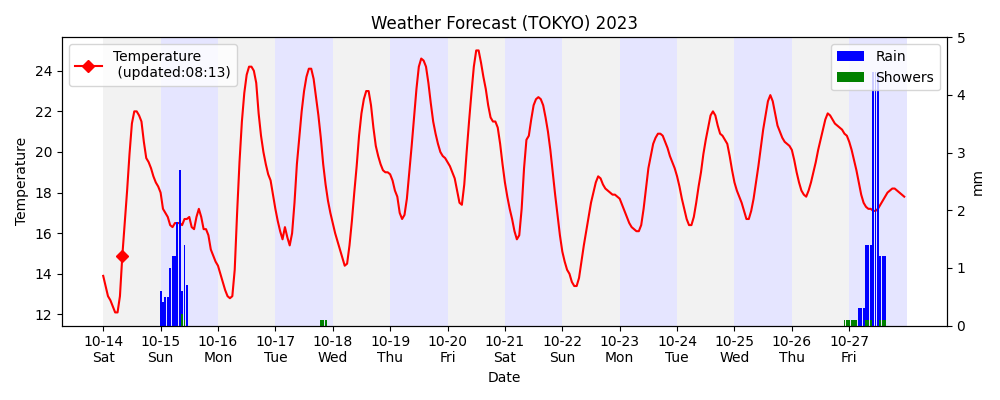 Weather Forecast (TOKYO) 2023
Temperature
(updated:08:13)
Rain
Showers
Temperature
24
22
20
18
16
14
12
5
4
3
2
1
0
mm
10-14 10-15 10-16 10-17 10-18 10-19 10-20 10-21 10-22 10-23 10-24 10-25 10-26 10-27
Sat Sun Mon Tue Wed Thu Fri Sat Sun Mon Tue Wed Thu Fri
Date